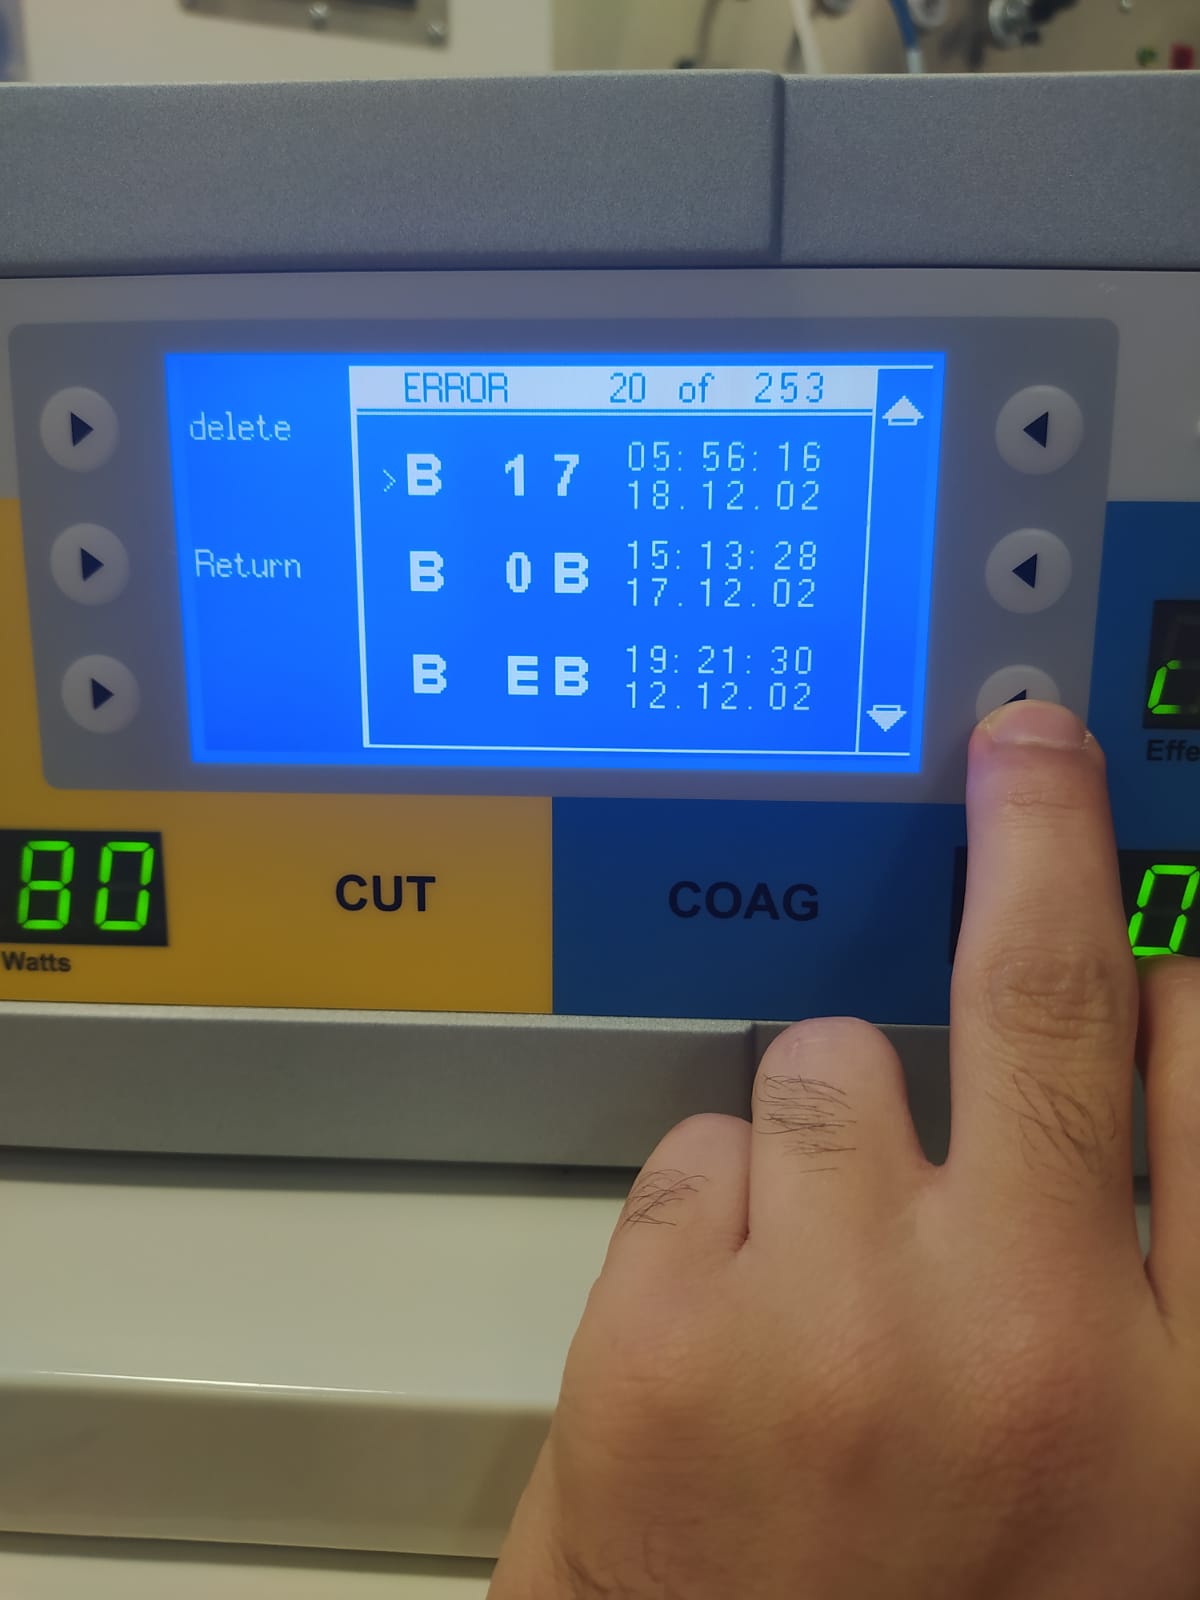 delete
Return
ERROR 20 of 253
>B 17 05:56:16
18.12.02
B 0B 15:13:28
17.12.02
B EB 19:21:30
12.12.02
80
Watts
CUT
COAG
0